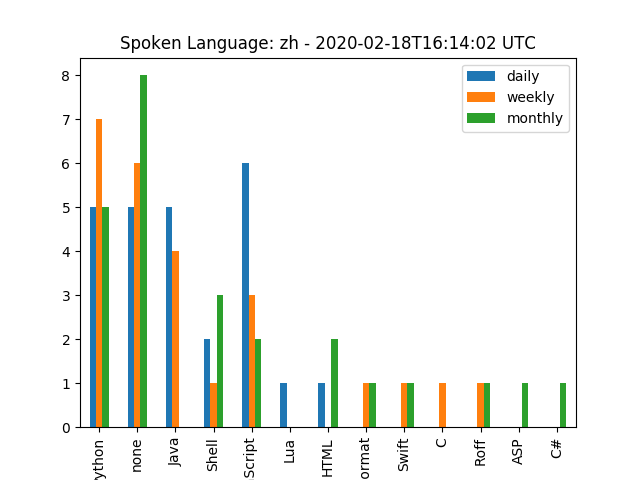 Spoken Language: zh - 2020-02-18T16:14:02 UTC
daily
weekly
monthly
8
7
6
5
4
3
2
1
0
ython
none
Java
Shell
Script
Lua
HTML
ormat
Swift
C
Roff
ASP
C#